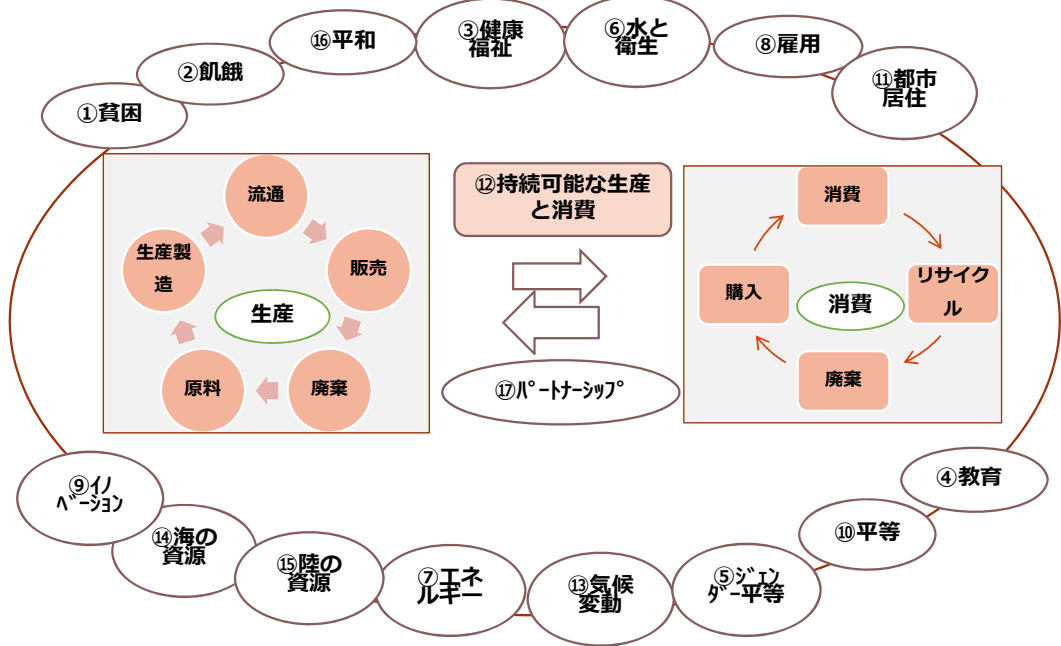 ⑯平和
③健康
福祉
⑥水と
衛生
⑧雇用
②飢餓
①貧困
⑪都市
居住
⑫持続可能な生産
と消費
流通
生産製
造
販売
生産
原料
廃棄
消費
購入
リサイク
ル
消費
廃棄
⑰ﾊﾟｰﾄﾅｰｼｯﾌﾟ
⑨ｲﾉ
ﾍﾞｰｼｮﾝ
⑭海の
資源
⑮陸の
資源
⑦エネ
ルギー
⑬気候
変動
⑤ｼﾞｪﾝ
ﾀﾞｰ平等
⑩平等
④教育